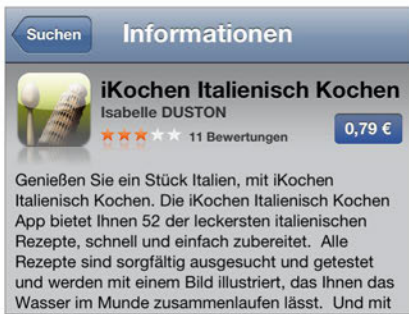 Suchen
Informationen
iKochen Italienisch Kochen
Isabelle DUSTON
11 Bewertungen
0,79 €
Genießen Sie ein Stück Italien, mit iKochen
Italienisch Kochen. Die iKochen Italienisch Kochen
App bietet Ihnen 52 der leckersten italienischen
Rezepte, schnell und einfach zubereitet. Alle
Rezepte sind sorgfältig ausgesucht und getestet
und werden mit einem Bild illustriert, das Ihnen das
Wasser im Munde zusammenlaufen lässt. Und mit